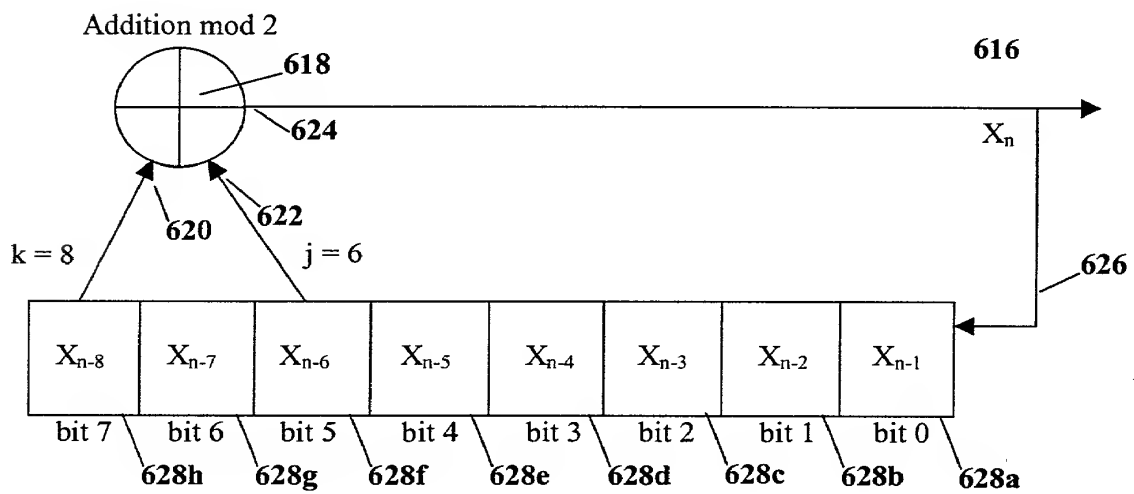 Addition mod 2
618
616
624
Xn
620
622
k = 8
j = 6
626
Xn-8 Xn-7 Xn-6 Xn-5 Xn-4 Xn-3 Xn-2 Xn-1
bit 7 bit 6 bit 5 bit 4 bit 3 bit 2 bit 1 bit 0
628h 628g 628f 628e 628d 628c 628b 628a